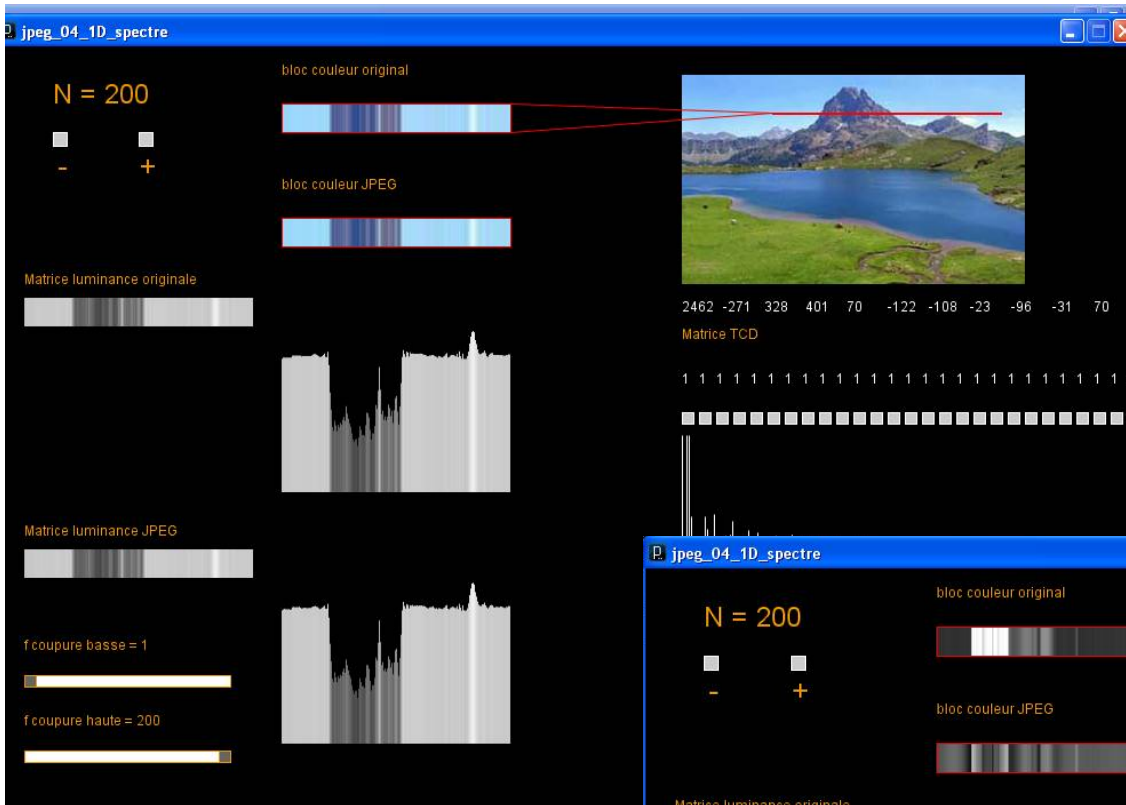 jpeg_04_1D_spectre
N = 200
- +
bloc couleur original
bloc couleur JPEG
Matrice luminance originale
Matrice luminance JPEG
f coupure basse = 1
f coupure haute = 200
2462 -271 328 401 70 -122 -108 -23 -96 -31 70
Matrice TCD
1 1 1 1 1 1 1 1 1 1 1 1 1 1 1 1 1 1 1 1 1 1 1 1 1 1
jpeg_04_1D_spectre
N = 200
- +
bloc couleur original
bloc couleur JPEG
Matrice luminance originale